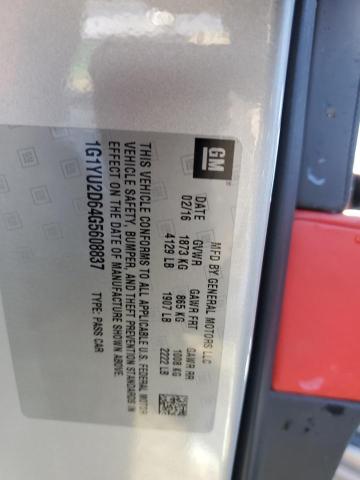 GM
MFD BY GENERAL MOTORS LLC
DATE GVWR GAWR FRT GAWR RR
02/16 1873 KG 865 KG 1008 KG
4129 LB 1907 LB 2222 LB
THIS VEHICLE CONFORMS TO ALL APPLICABLE U.S. FEDERAL MOTOR
VEHICLE SAFETY, BUMPER, AND THEFT PREVENTION STANDARDS IN
EFFECT ON THE DATE OF MANUFACTURE SHOWN ABOVE.
1G1YU2D64G5608837 TYPE: PASS CAR